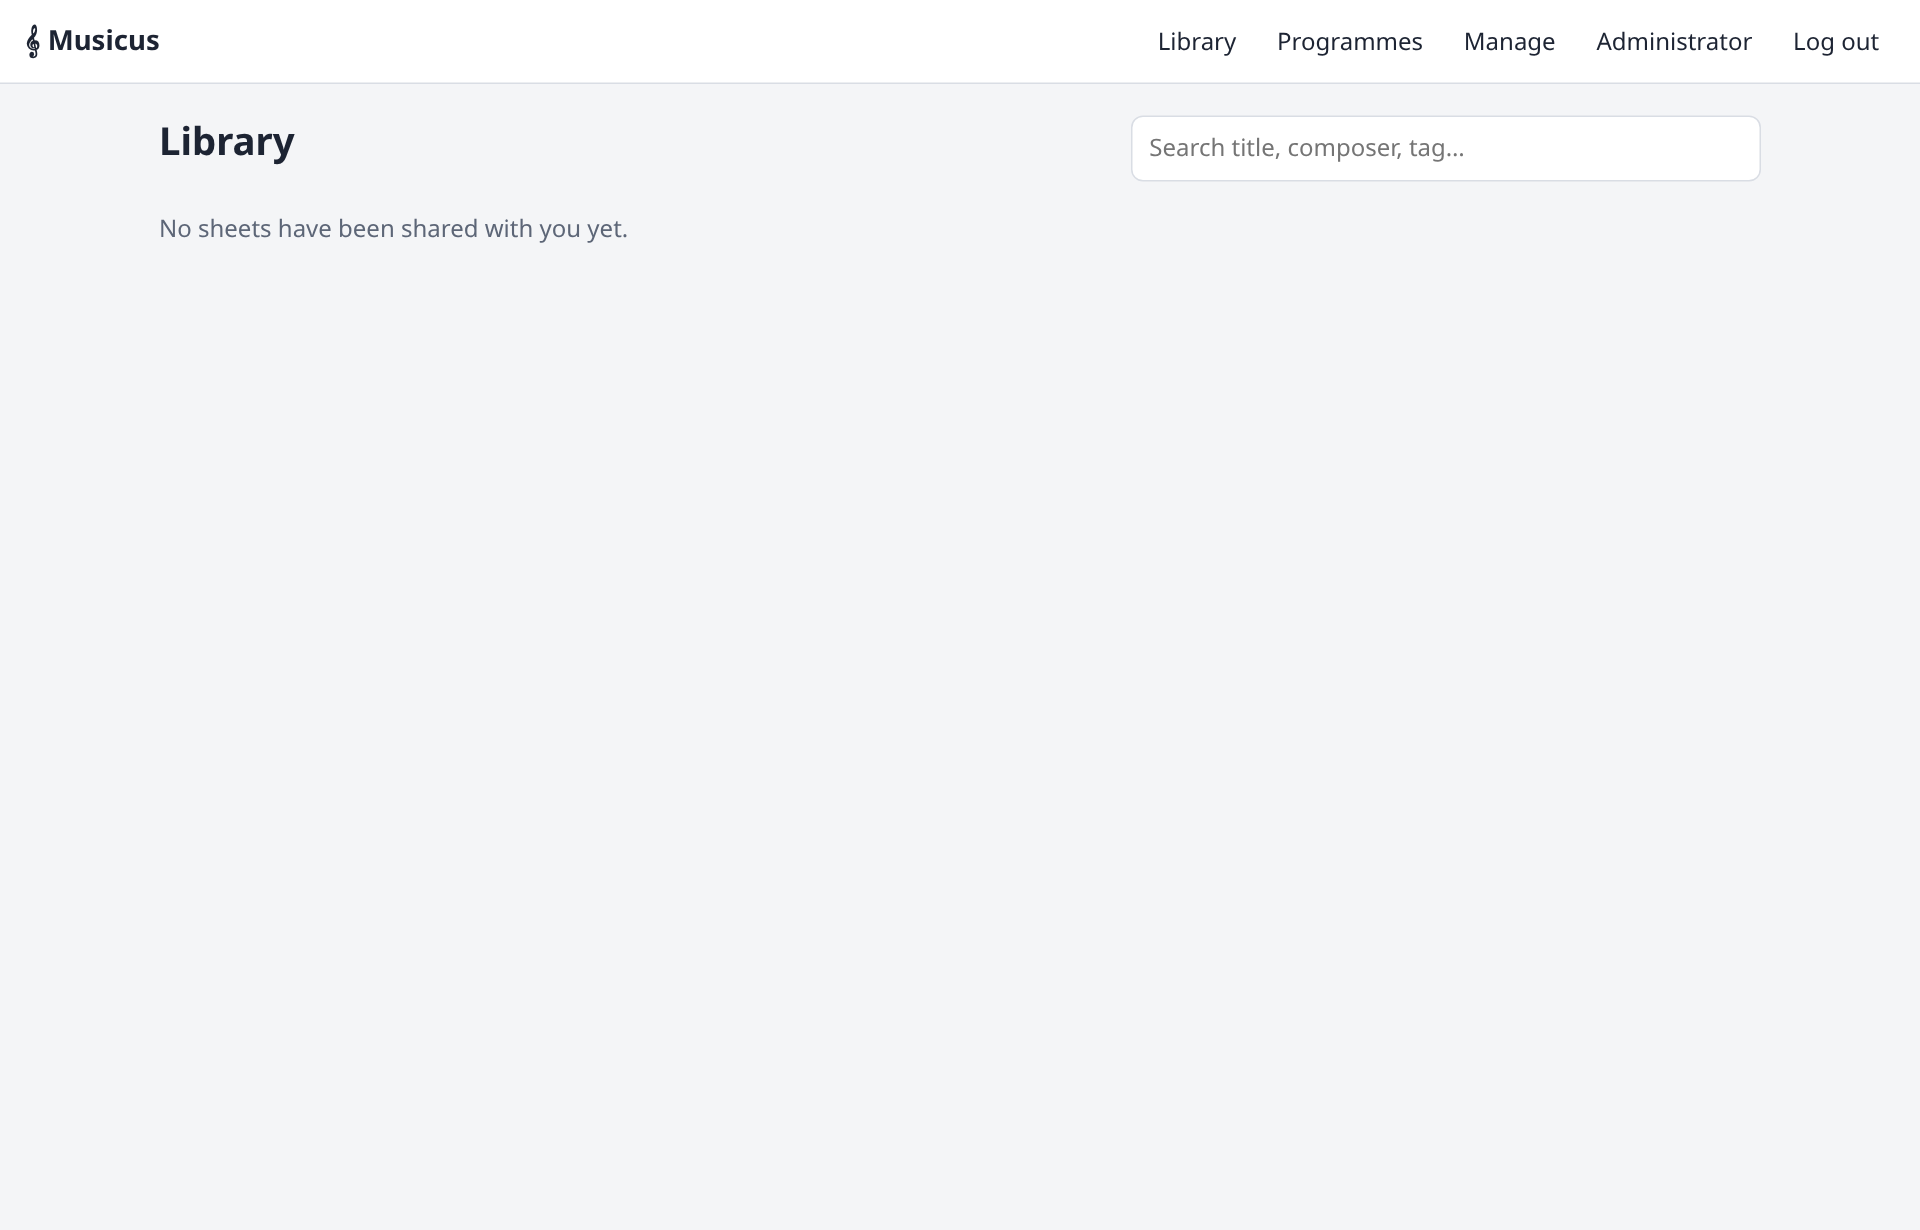 𝄞 Musicus
Library Programmes Manage Administrator Log out
Library
Search title, composer, tag…
No sheets have been shared with you yet.